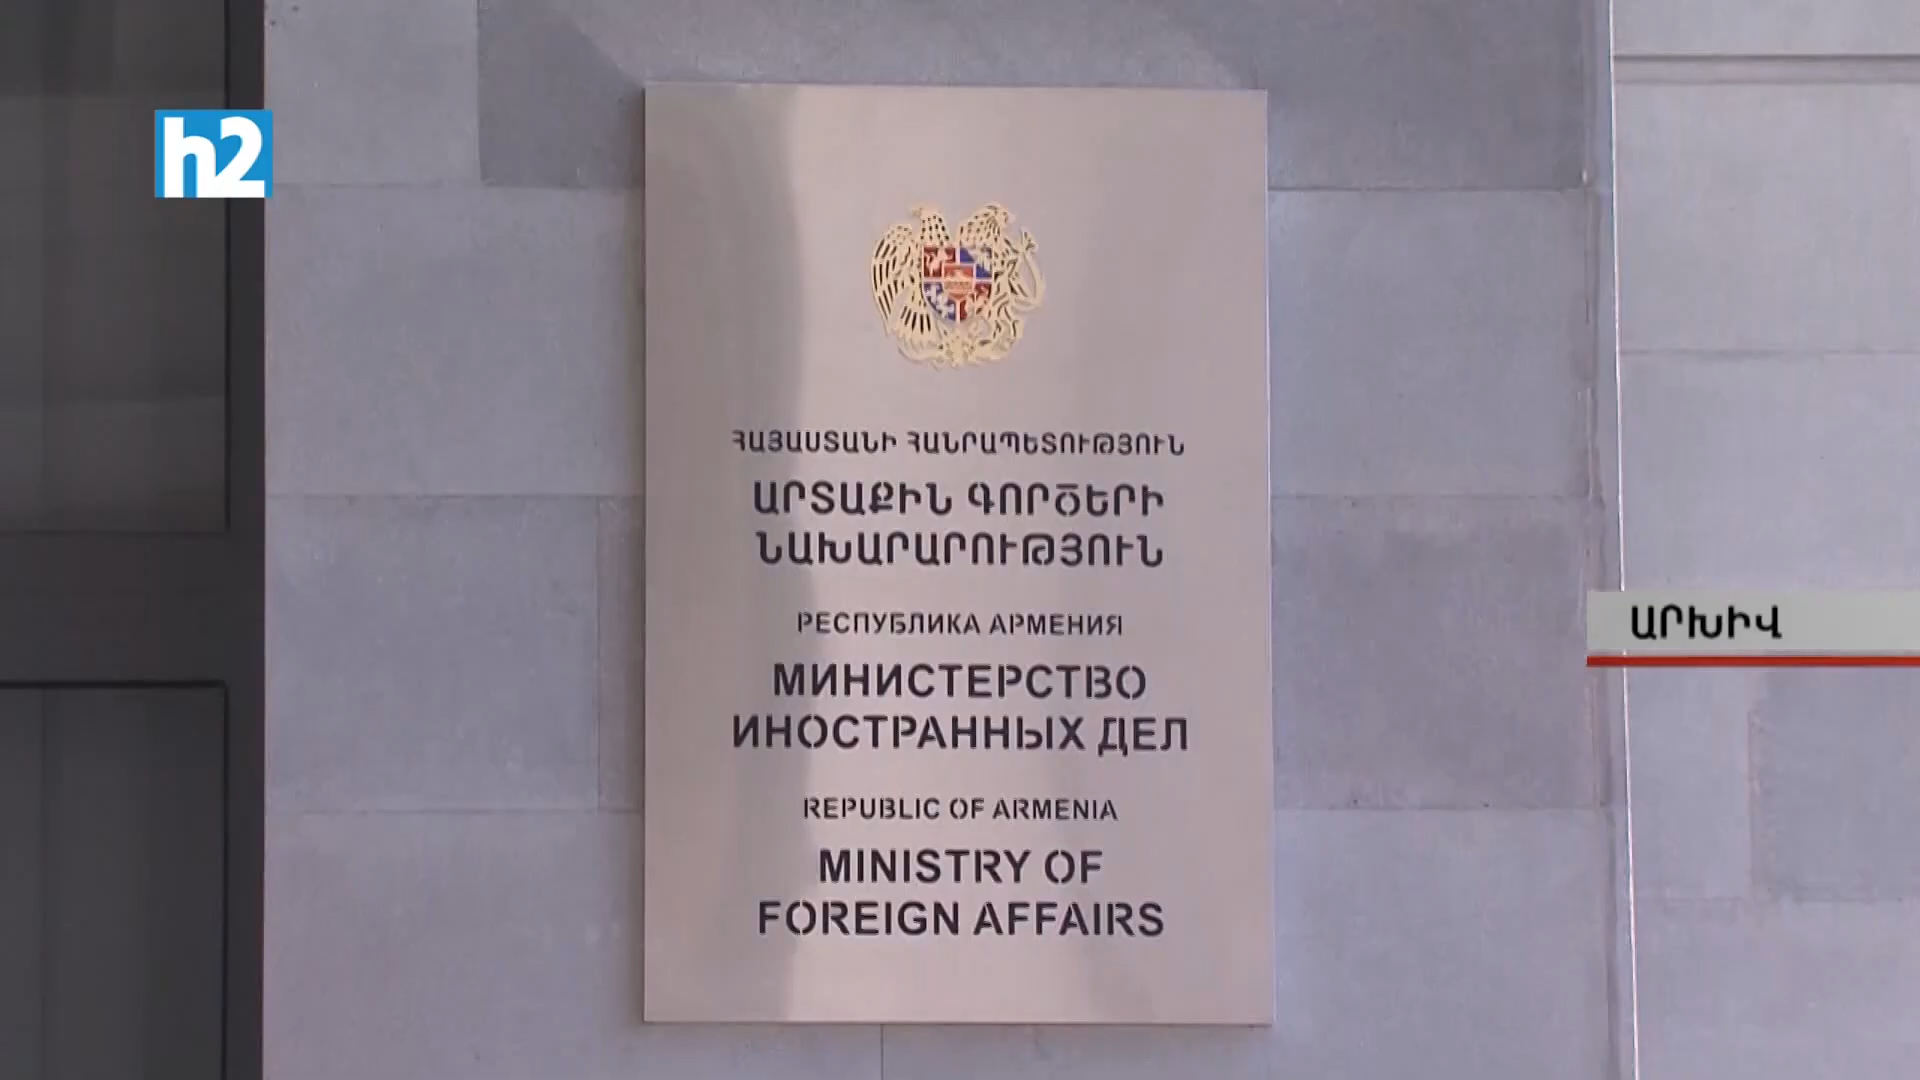 h2
ՀԱՅԱՍՏԱՆԻ ՀԱՆՐԱՊԵՏՈՒԹՅՈՒՆ
ԱՐՏԱՔԻՆ ԳՈՐԾԵՐԻ
ՆԱԽԱՐԱՐՈՒԹՅՈՒՆ
РЕСПУБЛИКА АРМЕНИЯ
МИНИСТЕРСТВО
ИНОСТРАННЫХ ДЕЛ
ԱՐԽԻՎ
REPUBLIC OF ARMENIA
MINISTRY OF
FOREIGN AFFAIRS